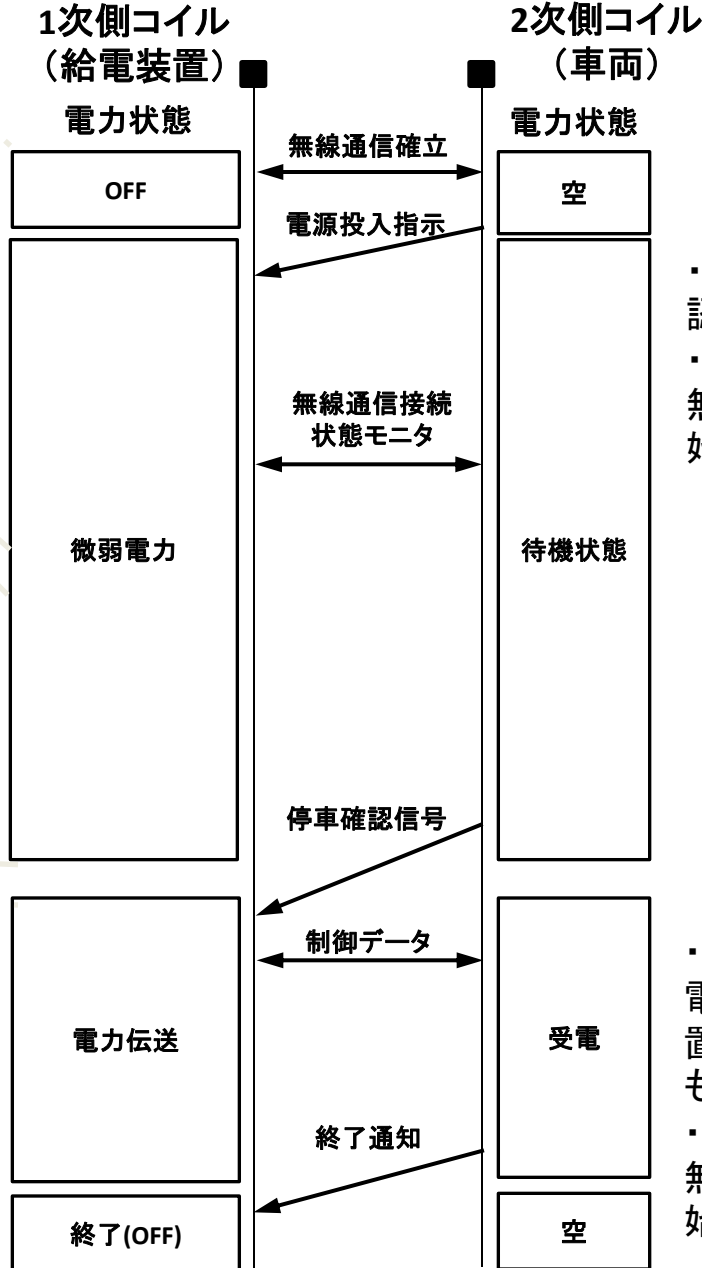 1次側コイル
（給電装置）
2次側コイル
（車両）
電力状態
電力状態
無線通信確立
OFF
空
電源投入指示
・
・
無線通信接続
状態モニタ
微弱電力
待機状態
停車確認信号
制御データ
・
電
置
も
・
電力伝送
受電
終了通知
終了(OFF)
空